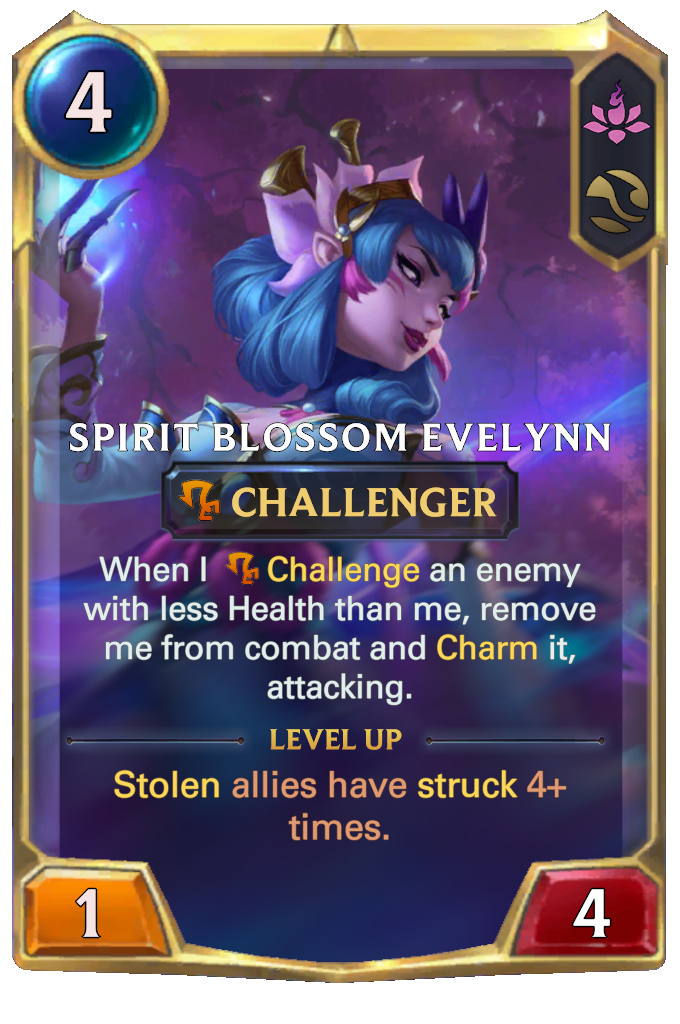 4
SPIRIT BLOSSOM EVELYNN
CHALLENGER
When I Challenge an enemy
with less Health than me, remove
me from combat and Charm it,
attacking.
LEVEL UP
Stolen allies have struck 4+
times.
1
4